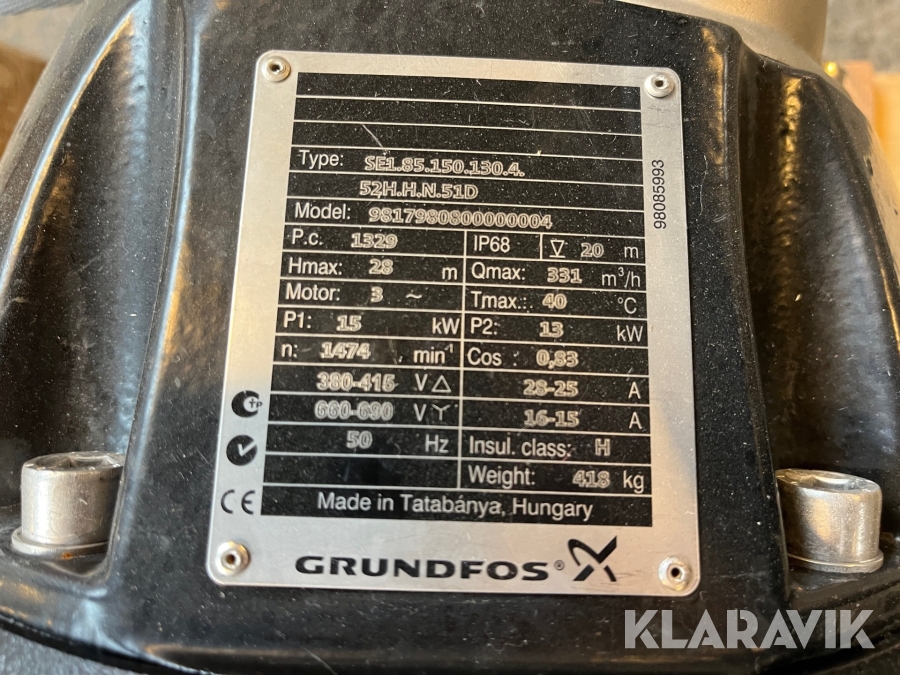 Type: SE1.85.150.130.4.
52H.H.N.51D
Model: 9817980800000004
P.c. 1329 IP68 20 m
Hmax: 28 m Qmax: 331 m³/h
Motor: 3 ~ Tmax.: 40 °C
P1: 15 kW P2: 13 kW
n: 1474 min⁻¹ Cos : 0,83
380-415 V △ 28-25 A
660-690 V Y 16-15 A
50 Hz Insul. class: H
Weight: 418 kg
CE Made in Tatabánya, Hungary
GRUNDFOS®
98085993
KLARAVIK